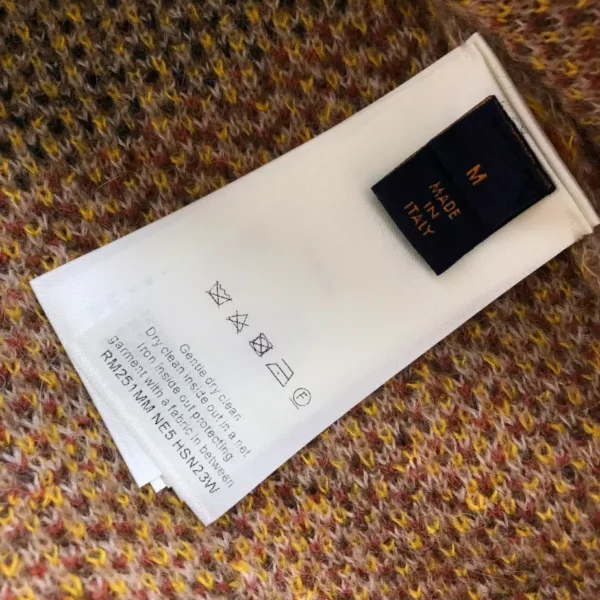 M
MADE
IN
ITALY
F
Gentle dry clean
Dry clean inside out in a net
Iron inside out protecting
garment with a fabric in between
RM251MM NE5 HSN23W